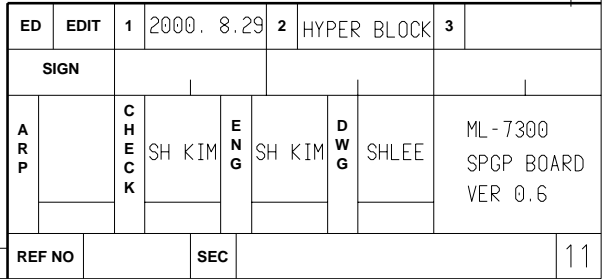 ED EDIT 1 2000. 8.29 2 HYPER BLOCK 3
SIGN
ARP CHECK SH KIM ENG SH KIM DWG SHLEE
ML-7300
SPGP BOARD
VER 0.6
REF NO SEC 11